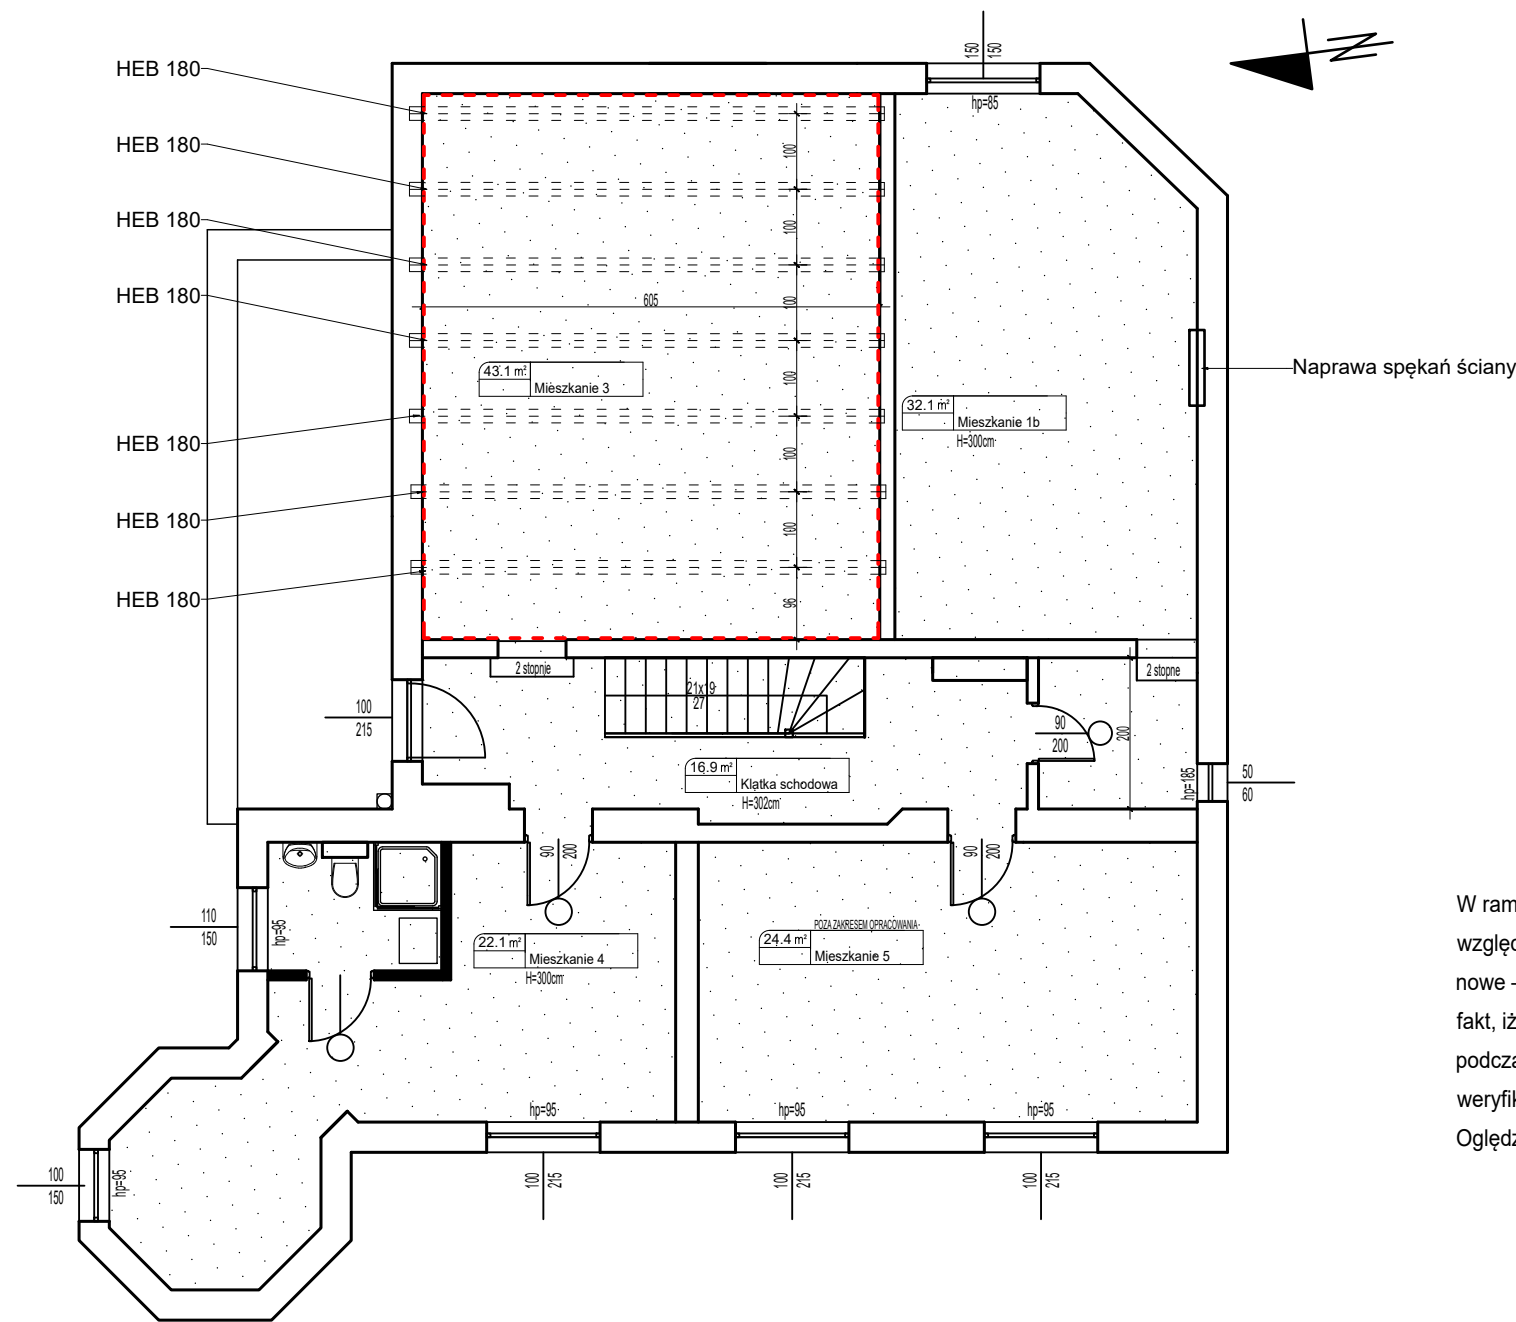 150
150
N
HEB 180
hp=85
HEB 180
100
HEB 180
100
HEB 180
605
100
43.1 m²
Mieszkanie 3
100
Naprawa spękań ściany
32.1 m²
Mieszkanie 1b
H=300cm
HEB 180
100
HEB 180
100
HEB 180
96
2 stopnie
2 stopne
21x19
27
100
215
90
200
200
16.9 m²
Klatka schodowa
H=302cm
hp=185
50
60
90
200
90
200
110
150
hp=95
22.1 m²
Mieszkanie 4
H=300cm
POZA ZAKRESEM OPRACOWANIA
24.4 m²
Mieszkanie 5
W ram
względ
nowe -
fakt, iż
podcza
weryfik
Oględz
hp=95
hp=95
hp=95
100
150
hp=95
100
215
100
215
100
215